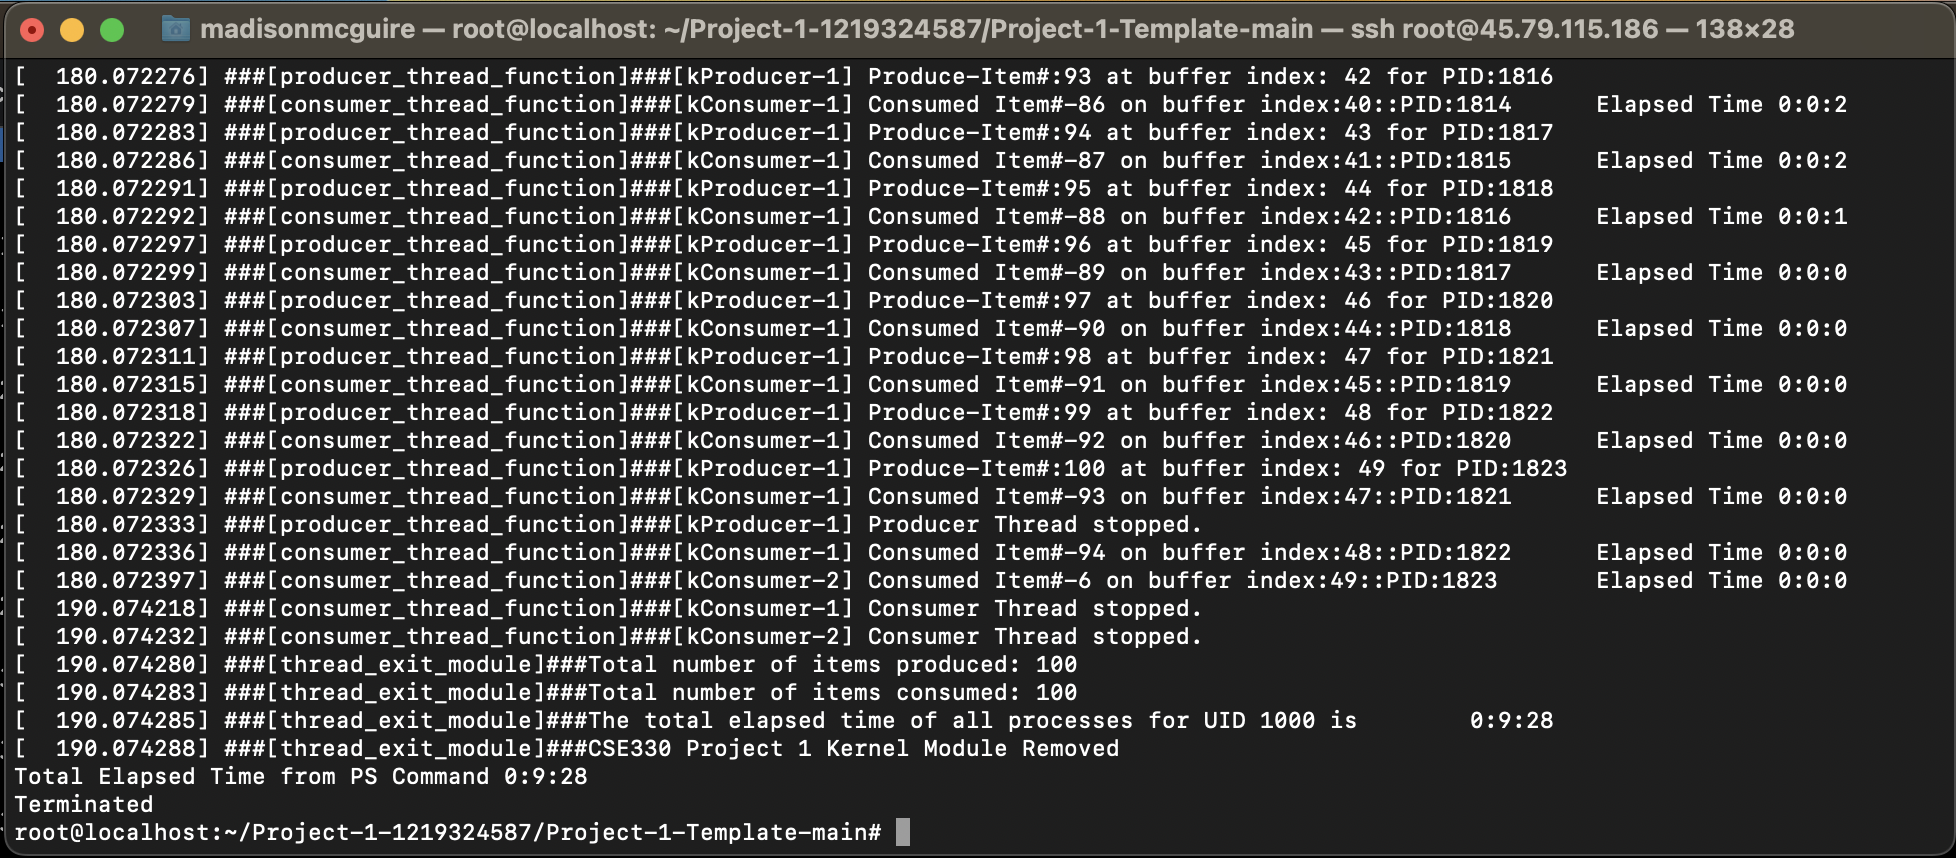 madisonmcguire — root@localhost: ~/Project-1-1219324587/Project-1-Template-main — ssh root@45.79.115.186 — 138×28
[  180.072276] ###[producer_thread_function]###[kProducer-1] Produce-Item#:93 at buffer index: 42 for PID:1816
[  180.072279] ###[consumer_thread_function]###[kConsumer-1] Consumed Item#-86 on buffer index:40::PID:1814      Elapsed Time 0:0:2
[  180.072283] ###[producer_thread_function]###[kProducer-1] Produce-Item#:94 at buffer index: 43 for PID:1817
[  180.072286] ###[consumer_thread_function]###[kConsumer-1] Consumed Item#-87 on buffer index:41::PID:1815      Elapsed Time 0:0:2
[  180.072291] ###[producer_thread_function]###[kProducer-1] Produce-Item#:95 at buffer index: 44 for PID:1818
[  180.072292] ###[consumer_thread_function]###[kConsumer-1] Consumed Item#-88 on buffer index:42::PID:1816      Elapsed Time 0:0:1
[  180.072297] ###[producer_thread_function]###[kProducer-1] Produce-Item#:96 at buffer index: 45 for PID:1819
[  180.072299] ###[consumer_thread_function]###[kConsumer-1] Consumed Item#-89 on buffer index:43::PID:1817      Elapsed Time 0:0:0
[  180.072303] ###[producer_thread_function]###[kProducer-1] Produce-Item#:97 at buffer index: 46 for PID:1820
[  180.072307] ###[consumer_thread_function]###[kConsumer-1] Consumed Item#-90 on buffer index:44::PID:1818      Elapsed Time 0:0:0
[  180.072311] ###[producer_thread_function]###[kProducer-1] Produce-Item#:98 at buffer index: 47 for PID:1821
[  180.072315] ###[consumer_thread_function]###[kConsumer-1] Consumed Item#-91 on buffer index:45::PID:1819      Elapsed Time 0:0:0
[  180.072318] ###[producer_thread_function]###[kProducer-1] Produce-Item#:99 at buffer index: 48 for PID:1822
[  180.072322] ###[consumer_thread_function]###[kConsumer-1] Consumed Item#-92 on buffer index:46::PID:1820      Elapsed Time 0:0:0
[  180.072326] ###[producer_thread_function]###[kProducer-1] Produce-Item#:100 at buffer index: 49 for PID:1823
[  180.072329] ###[consumer_thread_function]###[kConsumer-1] Consumed Item#-93 on buffer index:47::PID:1821      Elapsed Time 0:0:0
[  180.072333] ###[producer_thread_function]###[kProducer-1] Producer Thread stopped.
[  180.072336] ###[consumer_thread_function]###[kConsumer-1] Consumed Item#-94 on buffer index:48::PID:1822      Elapsed Time 0:0:0
[  180.072397] ###[consumer_thread_function]###[kConsumer-2] Consumed Item#-6 on buffer index:49::PID:1823       Elapsed Time 0:0:0
[  190.074218] ###[consumer_thread_function]###[kConsumer-1] Consumer Thread stopped.
[  190.074232] ###[consumer_thread_function]###[kConsumer-2] Consumer Thread stopped.
[  190.074280] ###[thread_exit_module]###Total number of items produced: 100
[  190.074283] ###[thread_exit_module]###Total number of items consumed: 100
[  190.074285] ###[thread_exit_module]###The total elapsed time of all processes for UID 1000 is        0:9:28
[  190.074288] ###[thread_exit_module]###CSE330 Project 1 Kernel Module Removed
Total Elapsed Time from PS Command 0:9:28
Terminated
root@localhost:~/Project-1-1219324587/Project-1-Template-main#